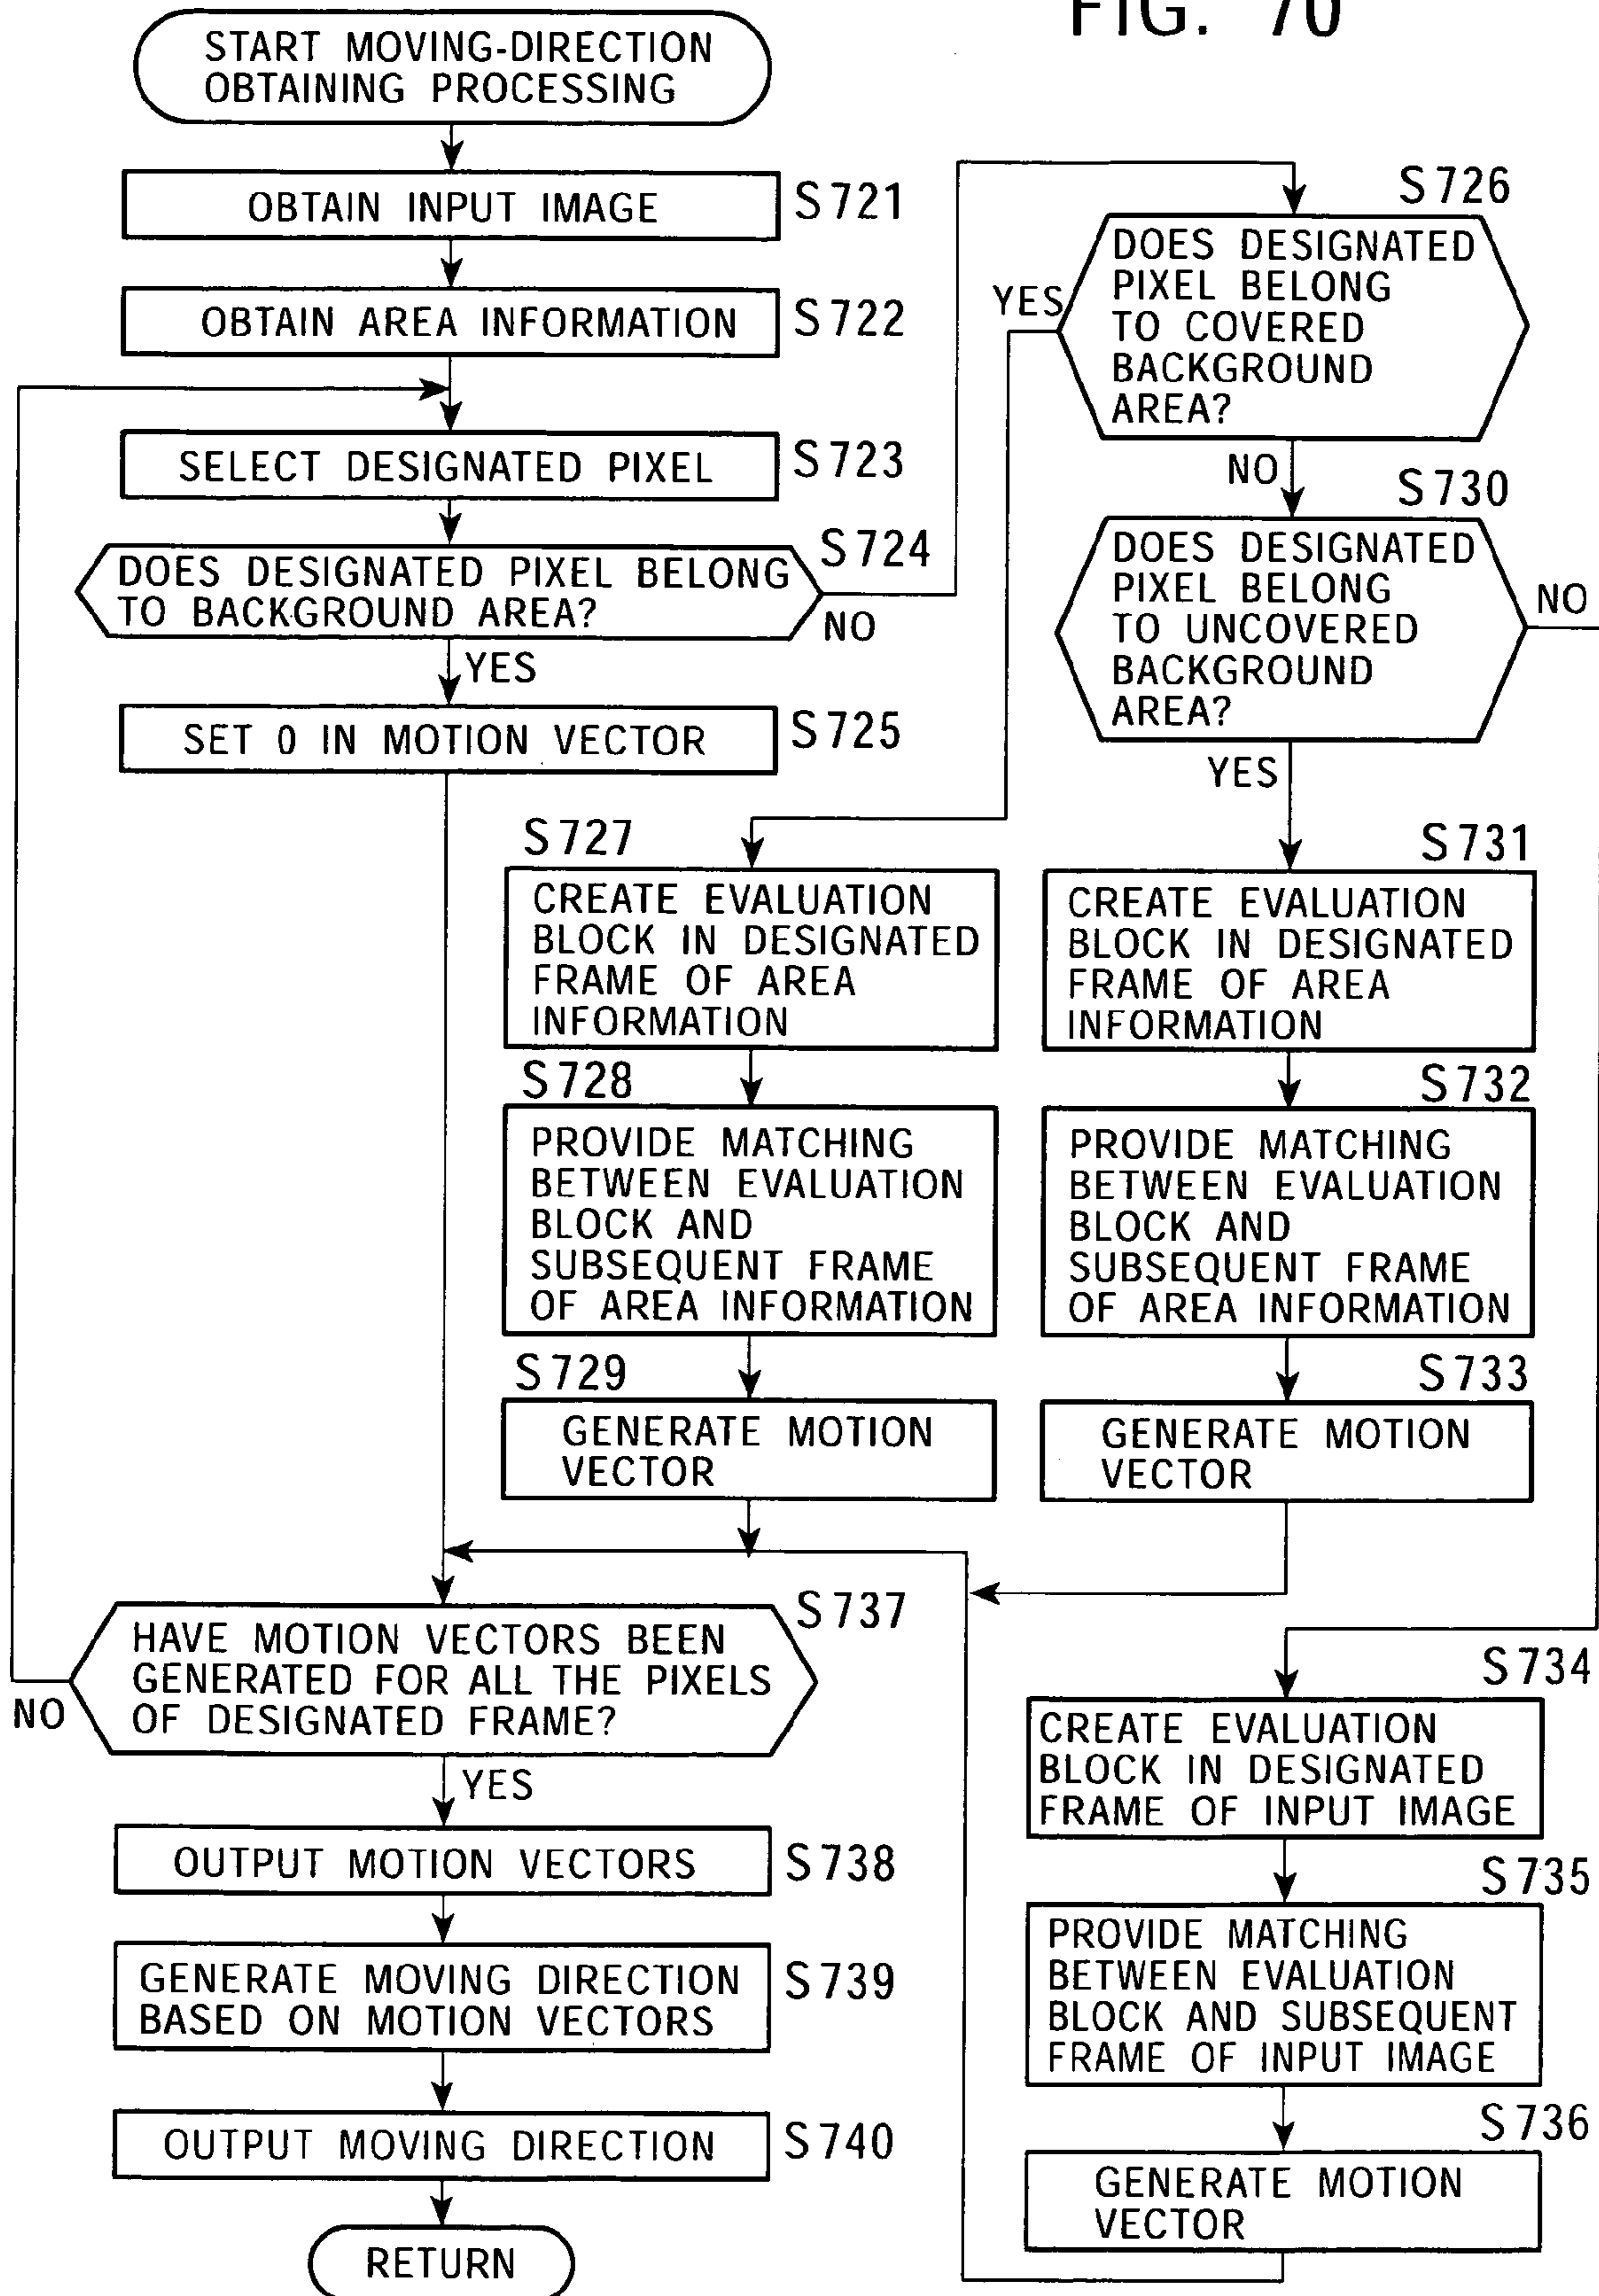 FIG. 70
START MOVING-DIRECTION
OBTAINING PROCESSING
OBTAIN INPUT IMAGE
S721
OBTAIN AREA INFORMATION
S722
SELECT DESIGNATED PIXEL
S723
DOES DESIGNATED PIXEL BELONG
TO BACKGROUND AREA?
S724
NO
YES
SET 0 IN MOTION VECTOR
S725
S726
DOES DESIGNATED
PIXEL BELONG
TO COVERED
BACKGROUND
AREA?
YES
NO
S730
DOES DESIGNATED
PIXEL BELONG
TO UNCOVERED
BACKGROUND
AREA?
NO
YES
S727
CREATE EVALUATION
BLOCK IN DESIGNATED
FRAME OF AREA
INFORMATION
S728
PROVIDE MATCHING
BETWEEN EVALUATION
BLOCK AND
SUBSEQUENT FRAME
OF AREA INFORMATION
S729
GENERATE MOTION
VECTOR
S731
CREATE EVALUATION
BLOCK IN DESIGNATED
FRAME OF AREA
INFORMATION
S732
PROVIDE MATCHING
BETWEEN EVALUATION
BLOCK AND
SUBSEQUENT FRAME
OF AREA INFORMATION
S733
GENERATE MOTION
VECTOR
S734
CREATE EVALUATION
BLOCK IN DESIGNATED
FRAME OF INPUT IMAGE
S735
PROVIDE MATCHING
BETWEEN EVALUATION
BLOCK AND SUBSEQUENT
FRAME OF INPUT IMAGE
S736
GENERATE MOTION
VECTOR
S737
HAVE MOTION VECTORS BEEN
GENERATED FOR ALL THE PIXELS
OF DESIGNATED FRAME?
NO
YES
OUTPUT MOTION VECTORS
S738
GENERATE MOVING DIRECTION
BASED ON MOTION VECTORS
S739
OUTPUT MOVING DIRECTION
S740
RETURN